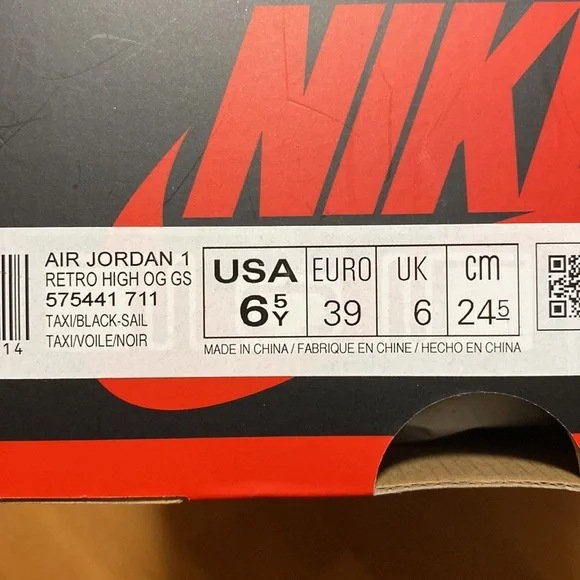 NIK
AIR JORDAN 1
RETRO HIGH OG GS
575441 711
TAXI/BLACK-SAIL
TAXI/VOILE/NOIR
14
USA
6 5Y
EURO
39
UK
6
cm
24 5
MADE IN CHINA / FABRIQUE EN CHINE / HECHO EN CHINA